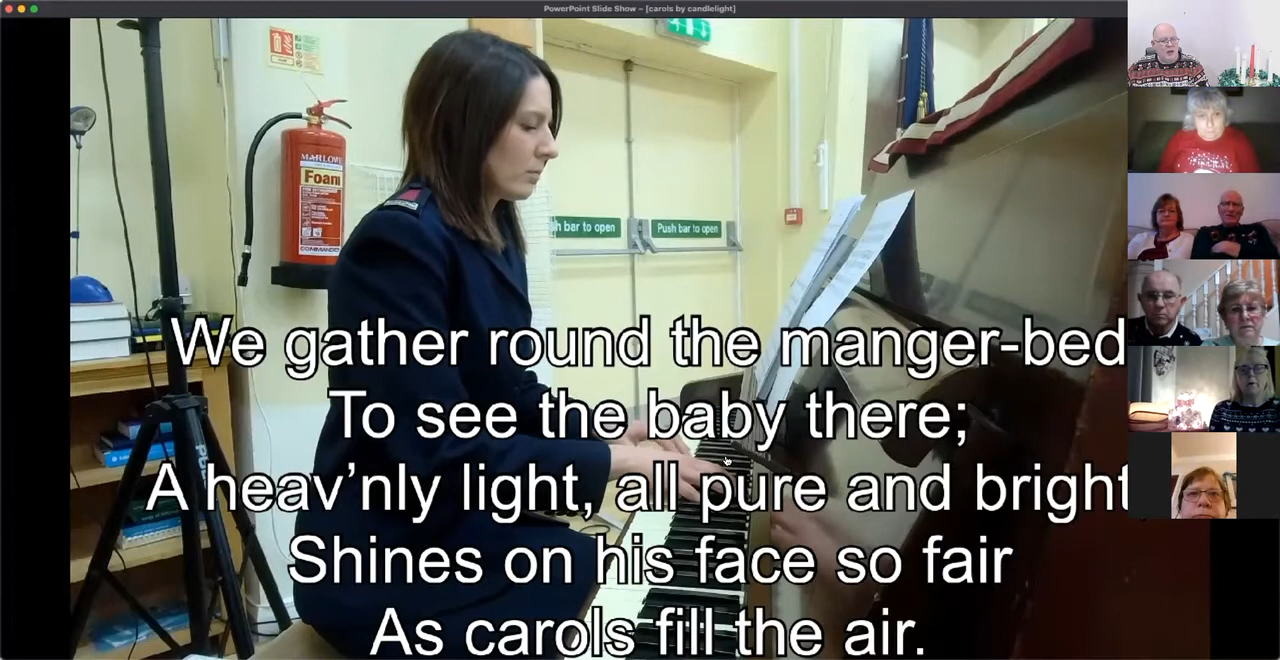 PowerPoint Slide Show – [carols by candlelight]
MARLOWE
Foam
COMMANDER
h bar to open
Push bar to open
We gather round the manger-bed
To see the baby there;
A heav’nly light, all pure and bright
Shines on his face so fair
As carols fill the air.